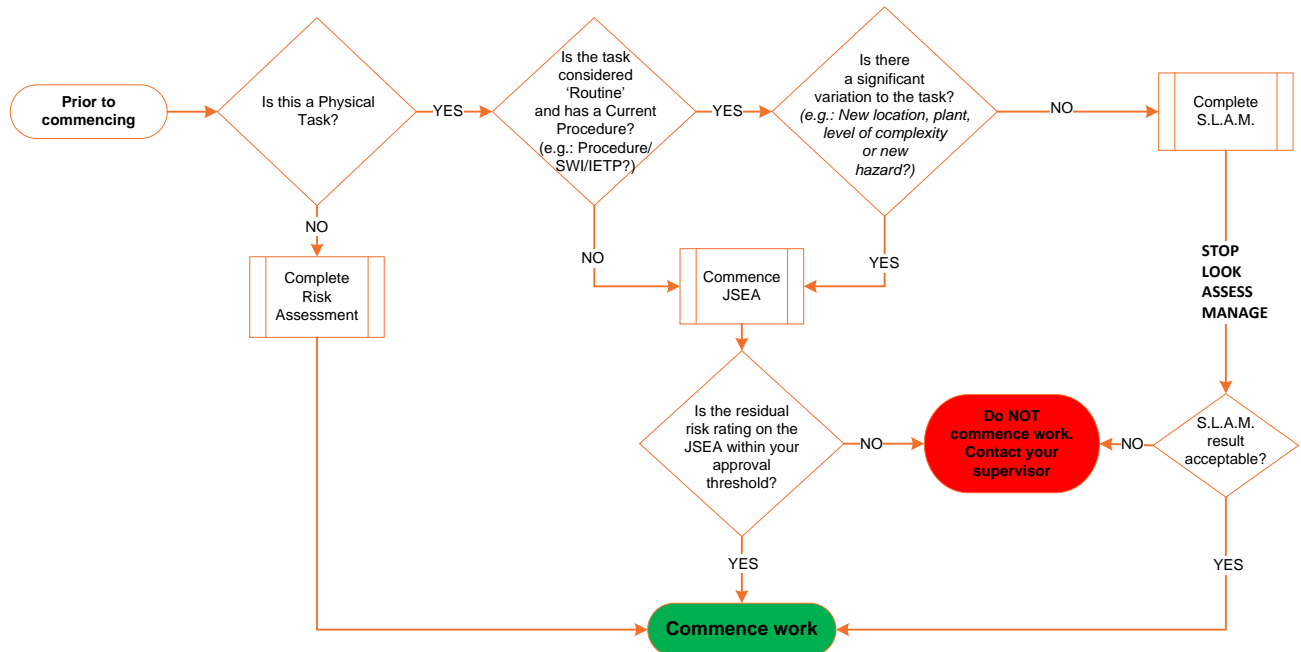 Prior to
commencing
Is this a Physical
Task?
YES
Is the task
considered
‘Routine’
and has a Current
Procedure?
(e.g.: Procedure/
SWI/IETP?)
YES
Is there
a significant
variation to the task?
(e.g.: New location, plant,
level of complexity
or new
hazard?)
NO
Complete
S.L.A.M.
NO
Complete
Risk
Assessment
NO
Commence
JSEA
YES
STOP
LOOK
ASSESS
MANAGE
Is the residual
risk rating on the
JSEA within your
approval
threshold?
NO
Do NOT
commence work.
Contact your
supervisor
NO
S.L.A.M.
result
acceptable?
YES
YES
Commence work